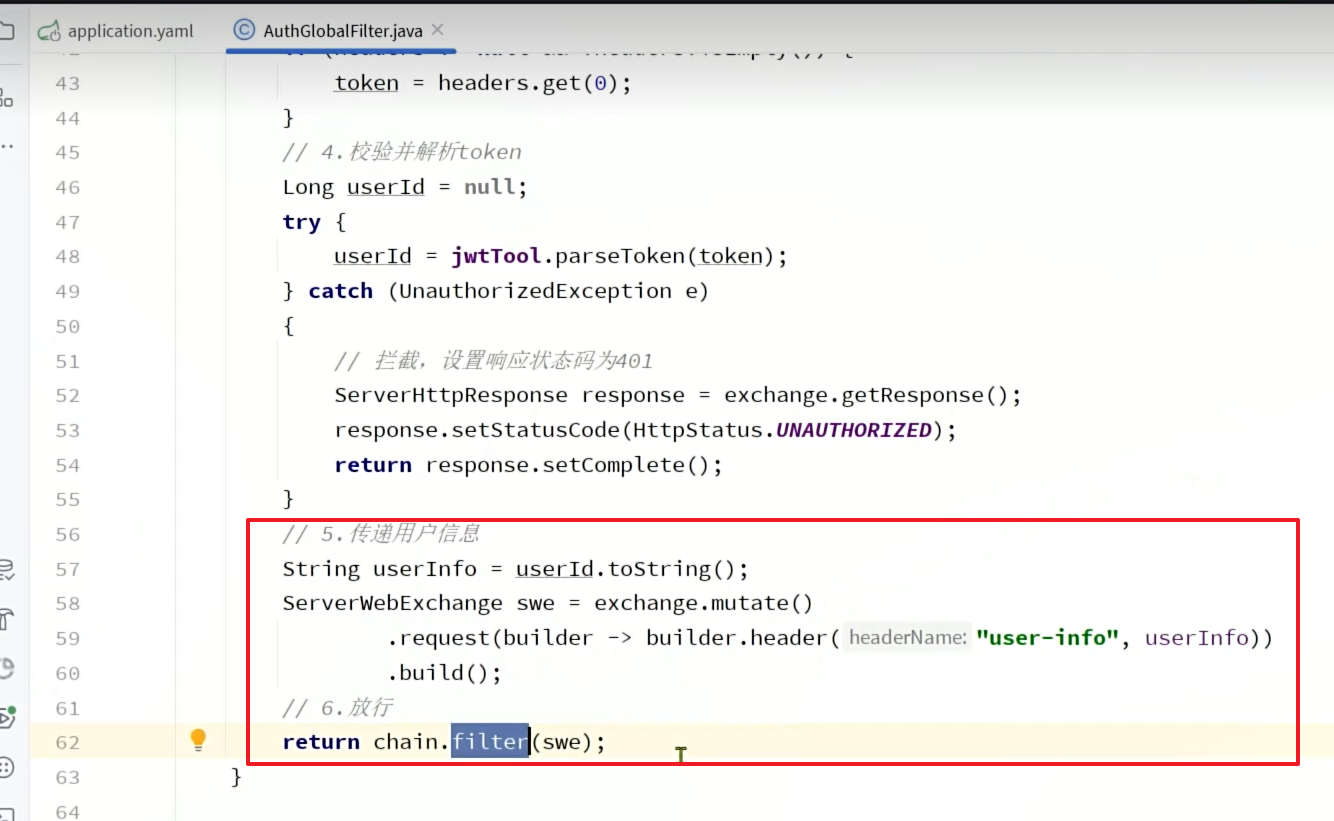 application.yaml
AuthGlobalFilter.java
43 token = headers.get(0);
44 }
45 // 4.校验并解析token
46 Long userId = null;
47 try {
48 userId = jwtTool.parseToken(token);
49 } catch (UnauthorizedException e)
50 {
51 // 拦截，设置响应状态码为401
52 ServerHttpResponse response = exchange.getResponse();
53 response.setStatusCode(HttpStatus.UNAUTHORIZED);
54 return response.setComplete();
55 }
56 // 5.传递用户信息
57 String userInfo = userId.toString();
58 ServerWebExchange swe = exchange.mutate()
59 .request(builder -> builder.header( headerName: "user-info", userInfo))
60 .build();
61 // 6.放行
62 return chain.filter(swe);
63 }
64